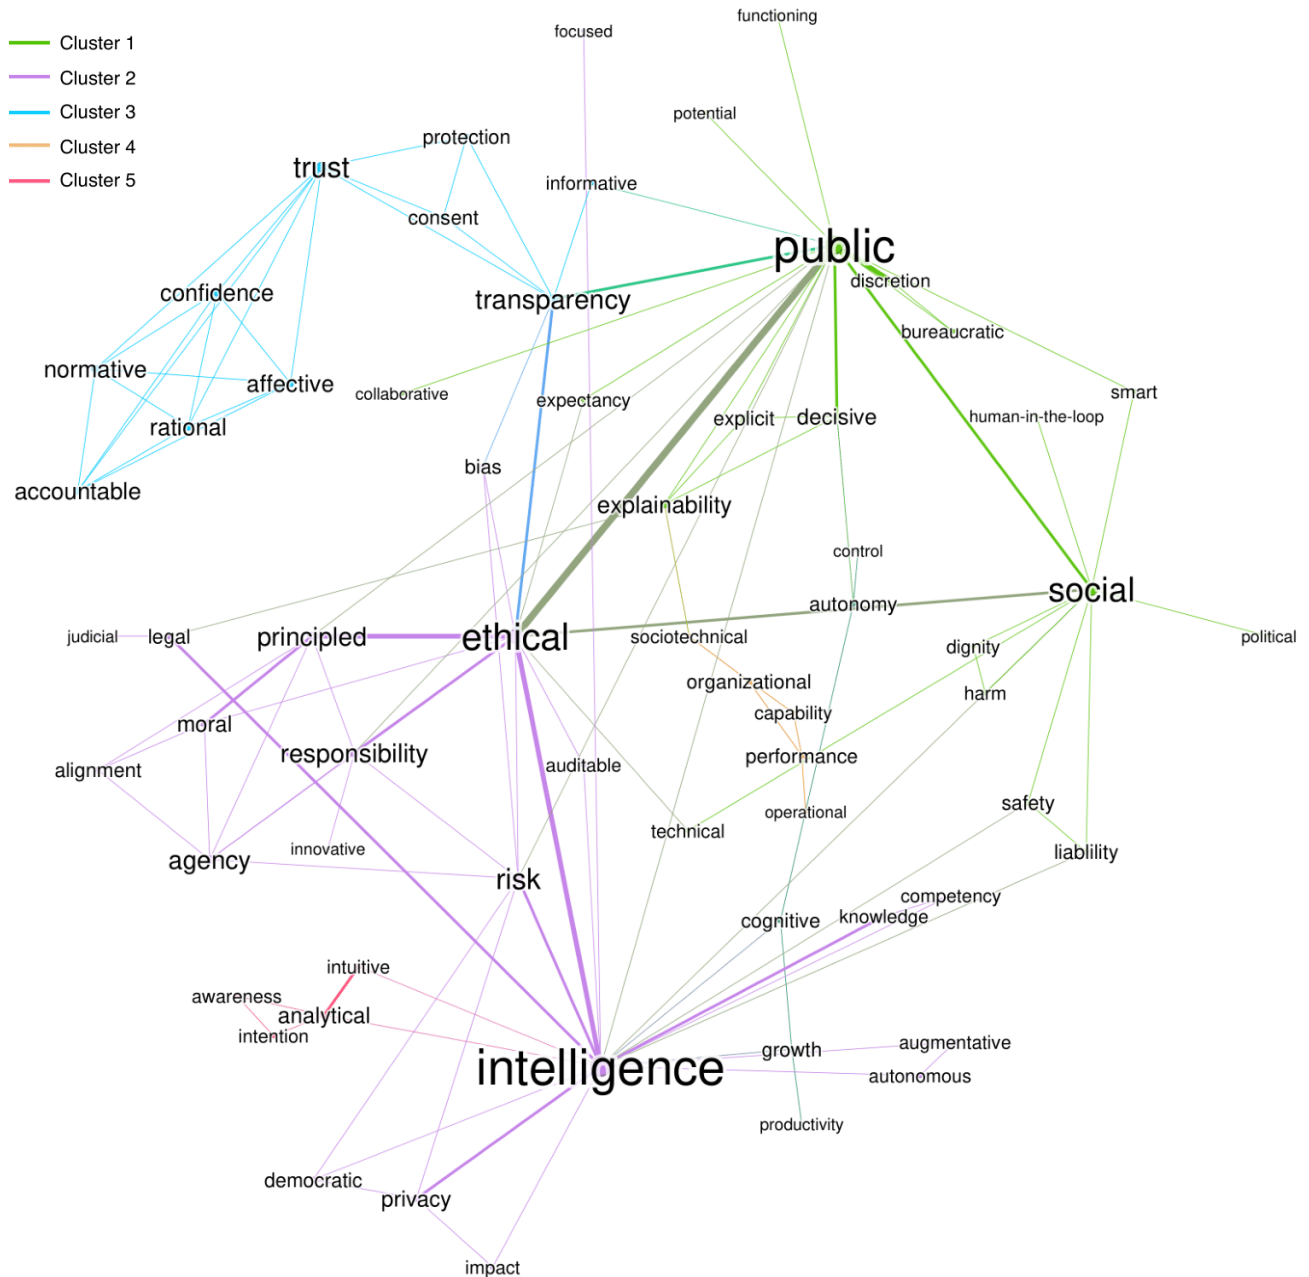 functioning
focused
Cluster 1
Cluster 2
Cluster 3
Cluster 4
Cluster 5
potential
protection
trust
informative
consent
public
discretion
confidence
transparency
bureaucratic
normative
affective
collaborative
expectancy
smart
explicit
decisive
human-in-the-loop
rational
bias
accountable
explainability
control
social
autonomy
judicial
legal
principled
ethical
sociotechnical
political
dignity
organizational
harm
capability
moral
responsibility
performance
alignment
auditable
safety
operational
technical
innovative
liablility
agency
risk
competency
knowledge
cognitive
intuitive
awareness
analytical
intention
augmentative
growth
intelligence
autonomous
productivity
democratic
privacy
impact